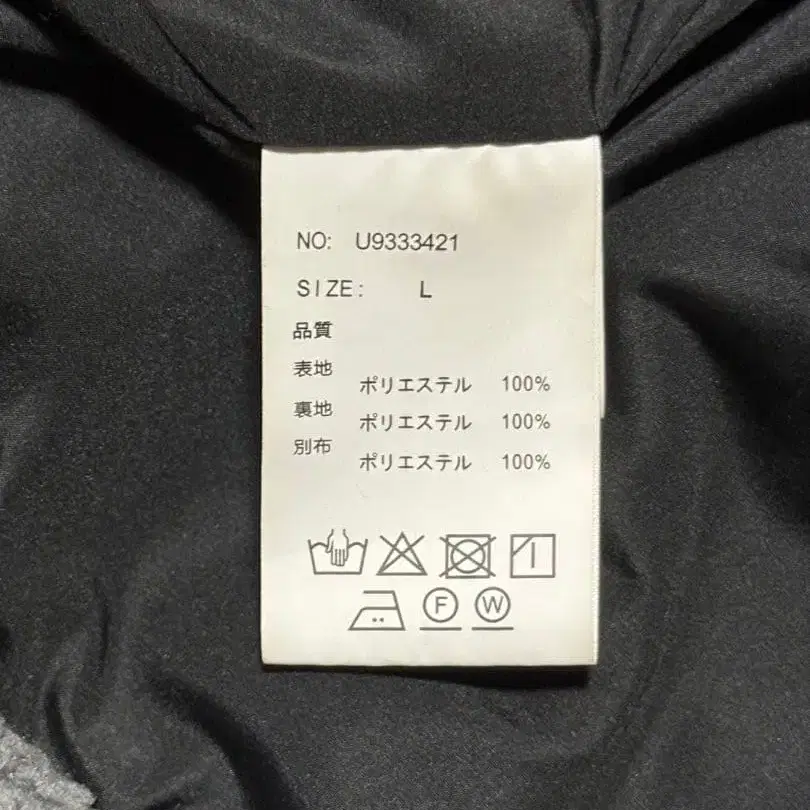 NO: U9333421
SIZE: L
品質
表地 ポリエステル 100%
裏地 ポリエステル 100%
別布 ポリエステル 100%
F W